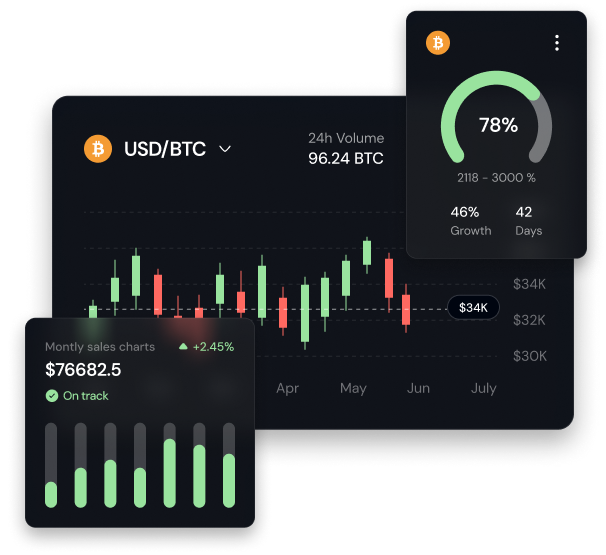 78%
2118 - 3000 %
46%
Growth
42
Days
USD/BTC
24h Volume
96.24 BTC
$34K
$34K
$32K
$30K
Apr May Jun July
Montly sales charts
+2.45%
$76682.5
On track